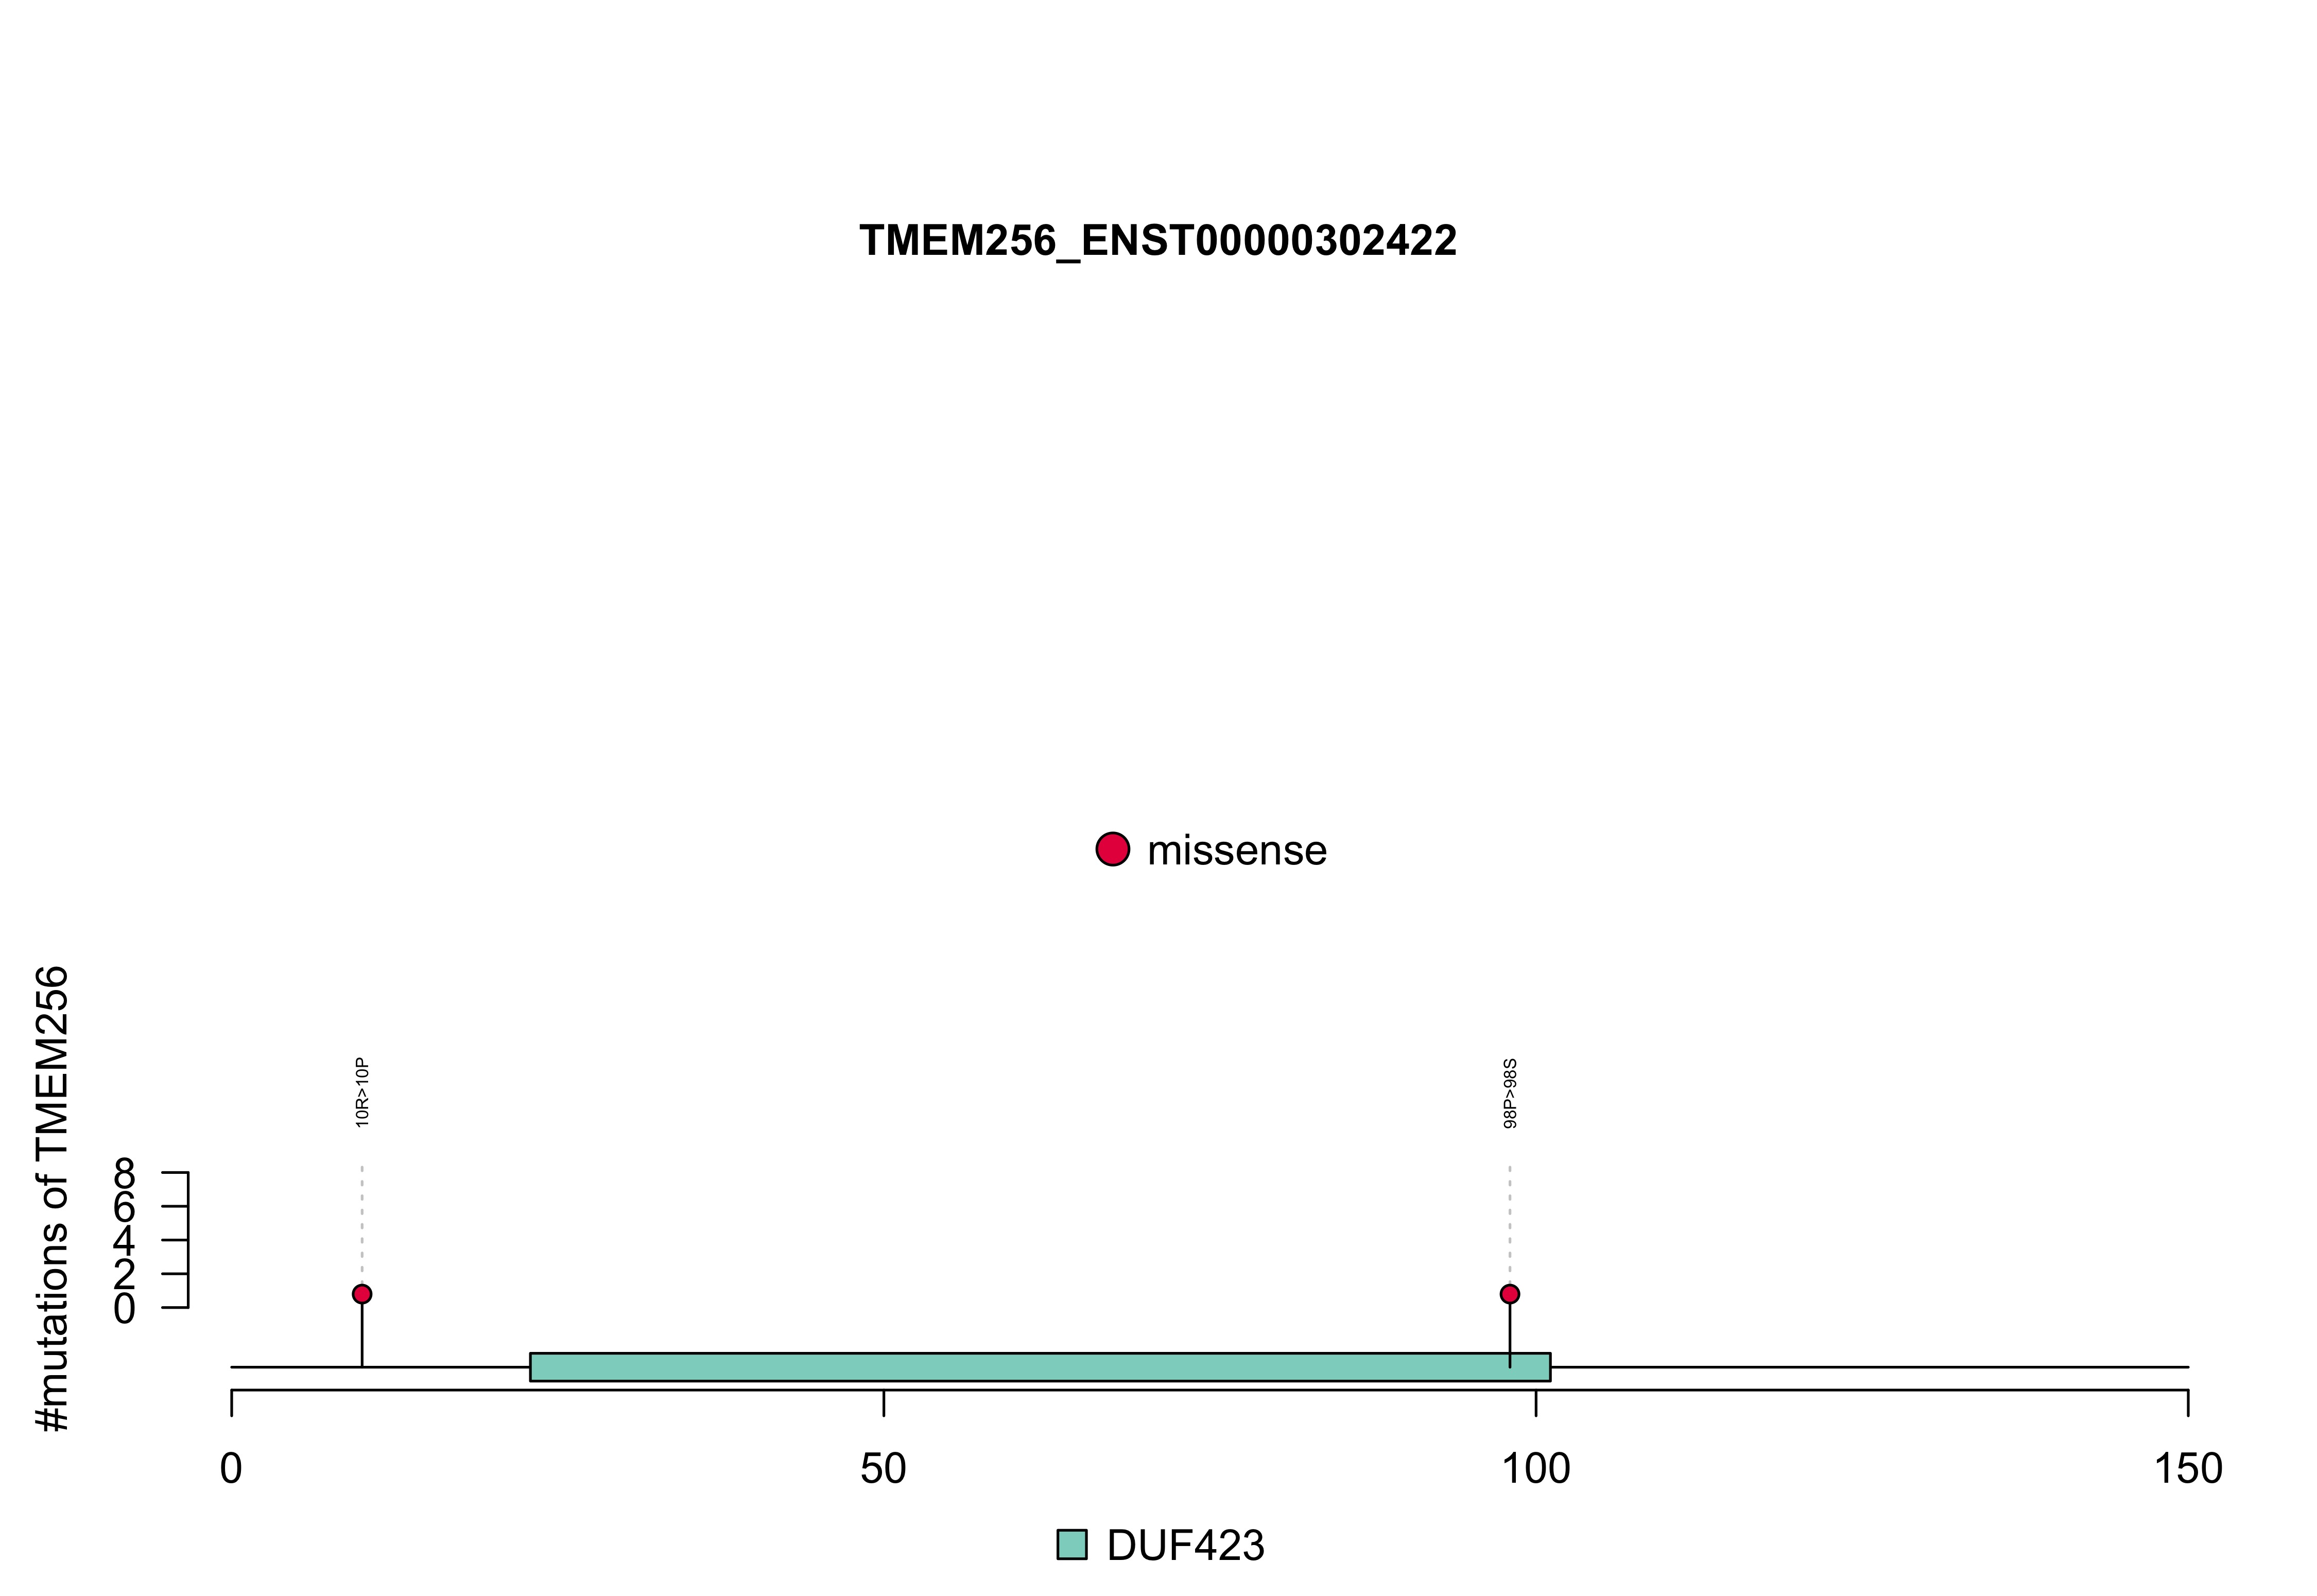 TMEM256_ENST00000302422
missense
#mutations of TMEM256
10R>10P
98P>98S
8
6
4
2
0
0 50 100 150
DUF423